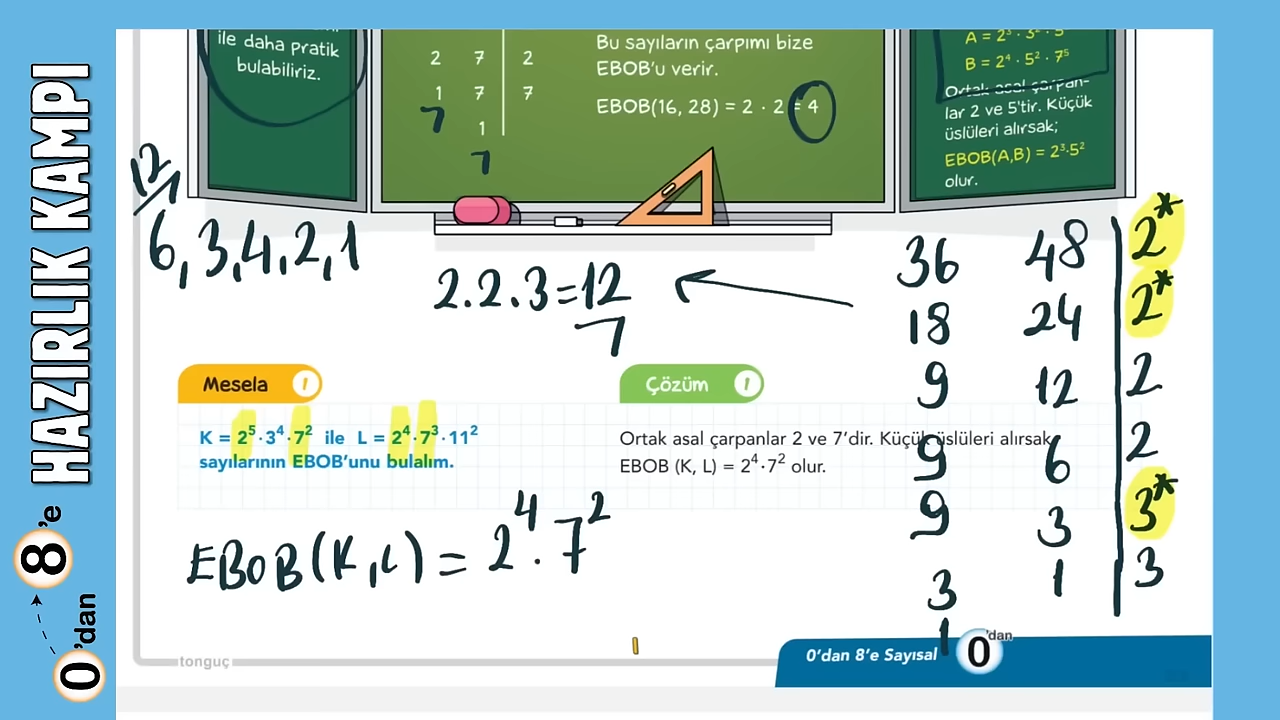 HAZIRLIK KAMPI
0'dan 8'e
ile daha pratik
bulabiliriz.
2 7 2
1 7 7
1
7
7
Bu sayıların çarpımı bize
EBOB'u verir.
EBOB(16, 28) = 2 · 2 = 4
A = 2³ · 3² · 5
B = 2⁴ · 5² · 7⁵
Ortak asal çarpan-
lar 2 ve 5'tir. Küçük
üslüleri alırsak;
EBOB(A,B) = 2³·5²
olur.
12
6, 3, 4, 2, 1
2.2.3=12
36 48 2*
18 24 2*
9 12 2
9 6 2
9 3 3*
3 1 3
1
Mesela 1
K = 2⁵·3⁴·7² ile L = 2⁴·7³·11²
sayılarının EBOB'unu bulalım.
Çözüm 1
Ortak asal çarpanlar 2 ve 7'dir. Küçük üslüleri alırsak
EBOB (K, L) = 2⁴·7² olur.
EBOB(K,L) = 2⁴.7²
tonguç
0'dan 8'e Sayısal
0'dan